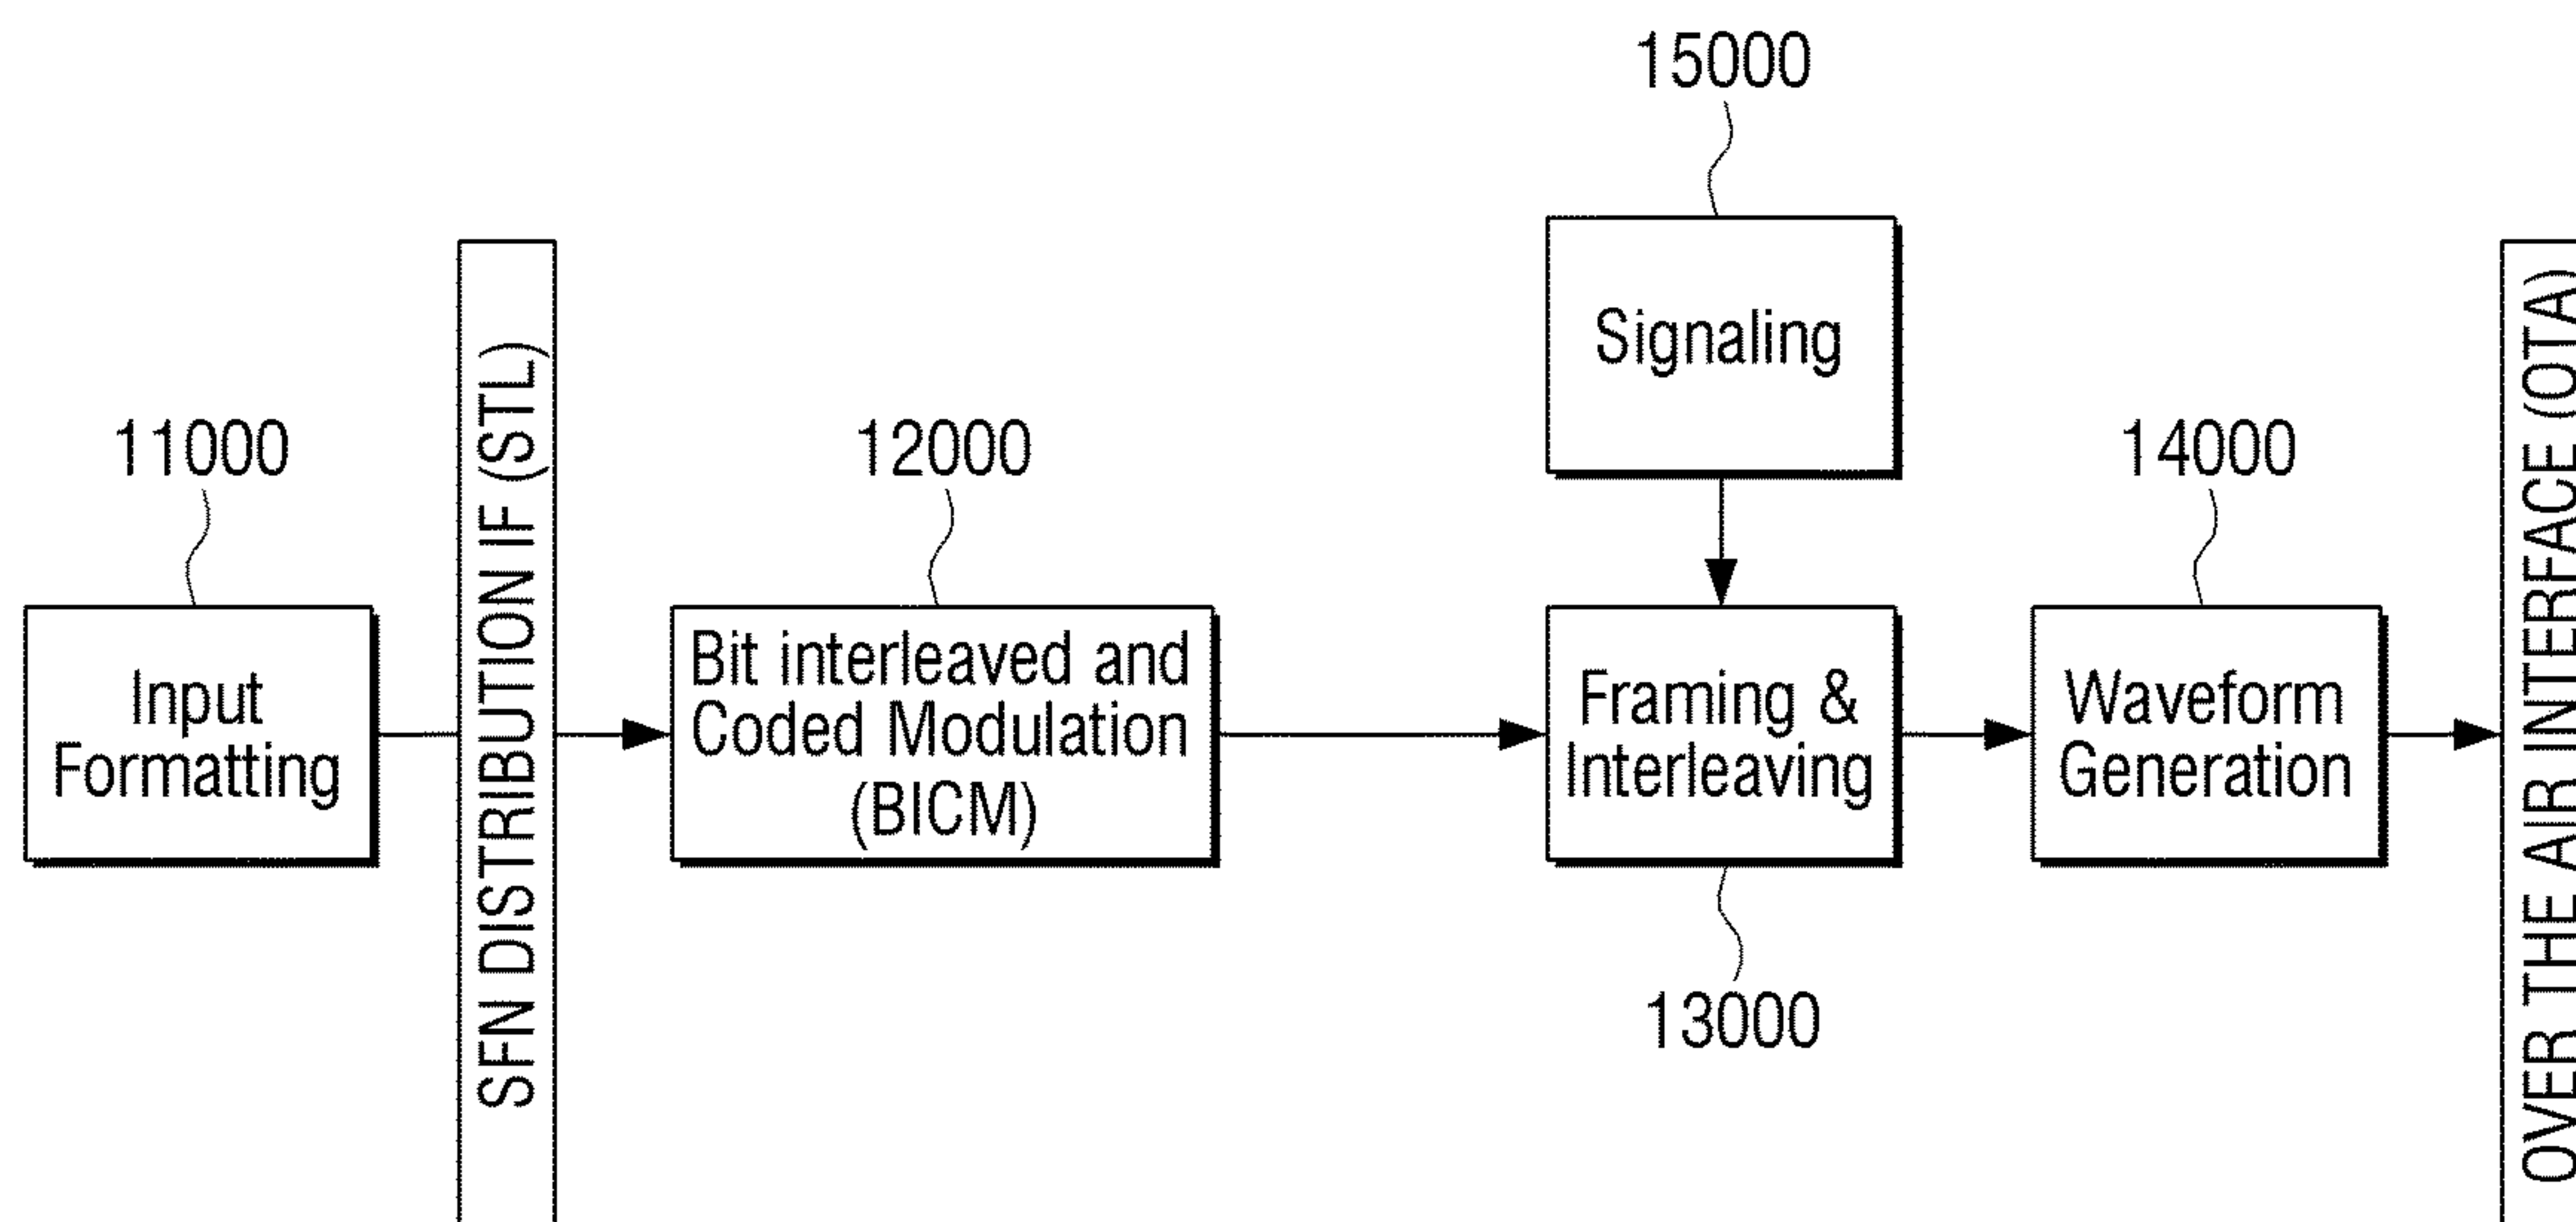 15000
Signaling
11000
Input
Formatting
SFN DISTRIBUTION IF (STL)
12000
Bit interleaved and
Coded Modulation
(BICM)
Framing &
Interleaving
13000
14000
Waveform
Generation
OVER THE AIR INTERFACE (OTA)